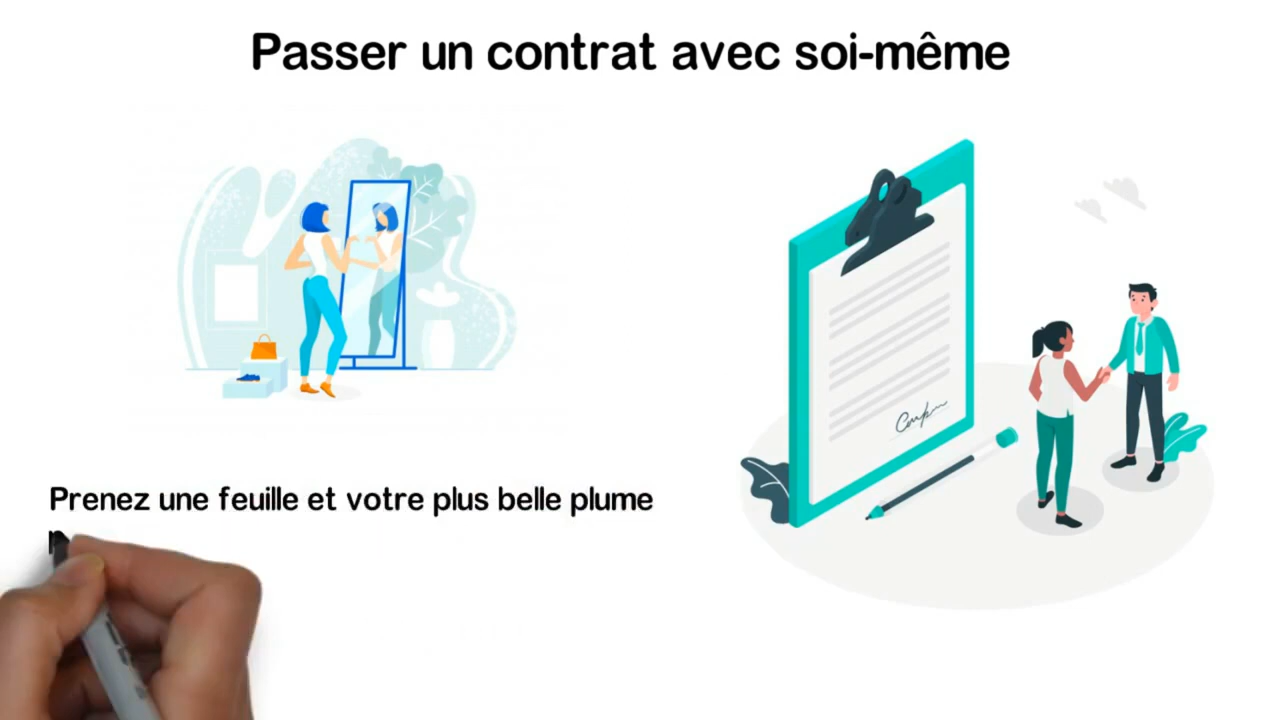 Passer un contrat avec soi-même
Prenez une feuille et votre plus belle plume